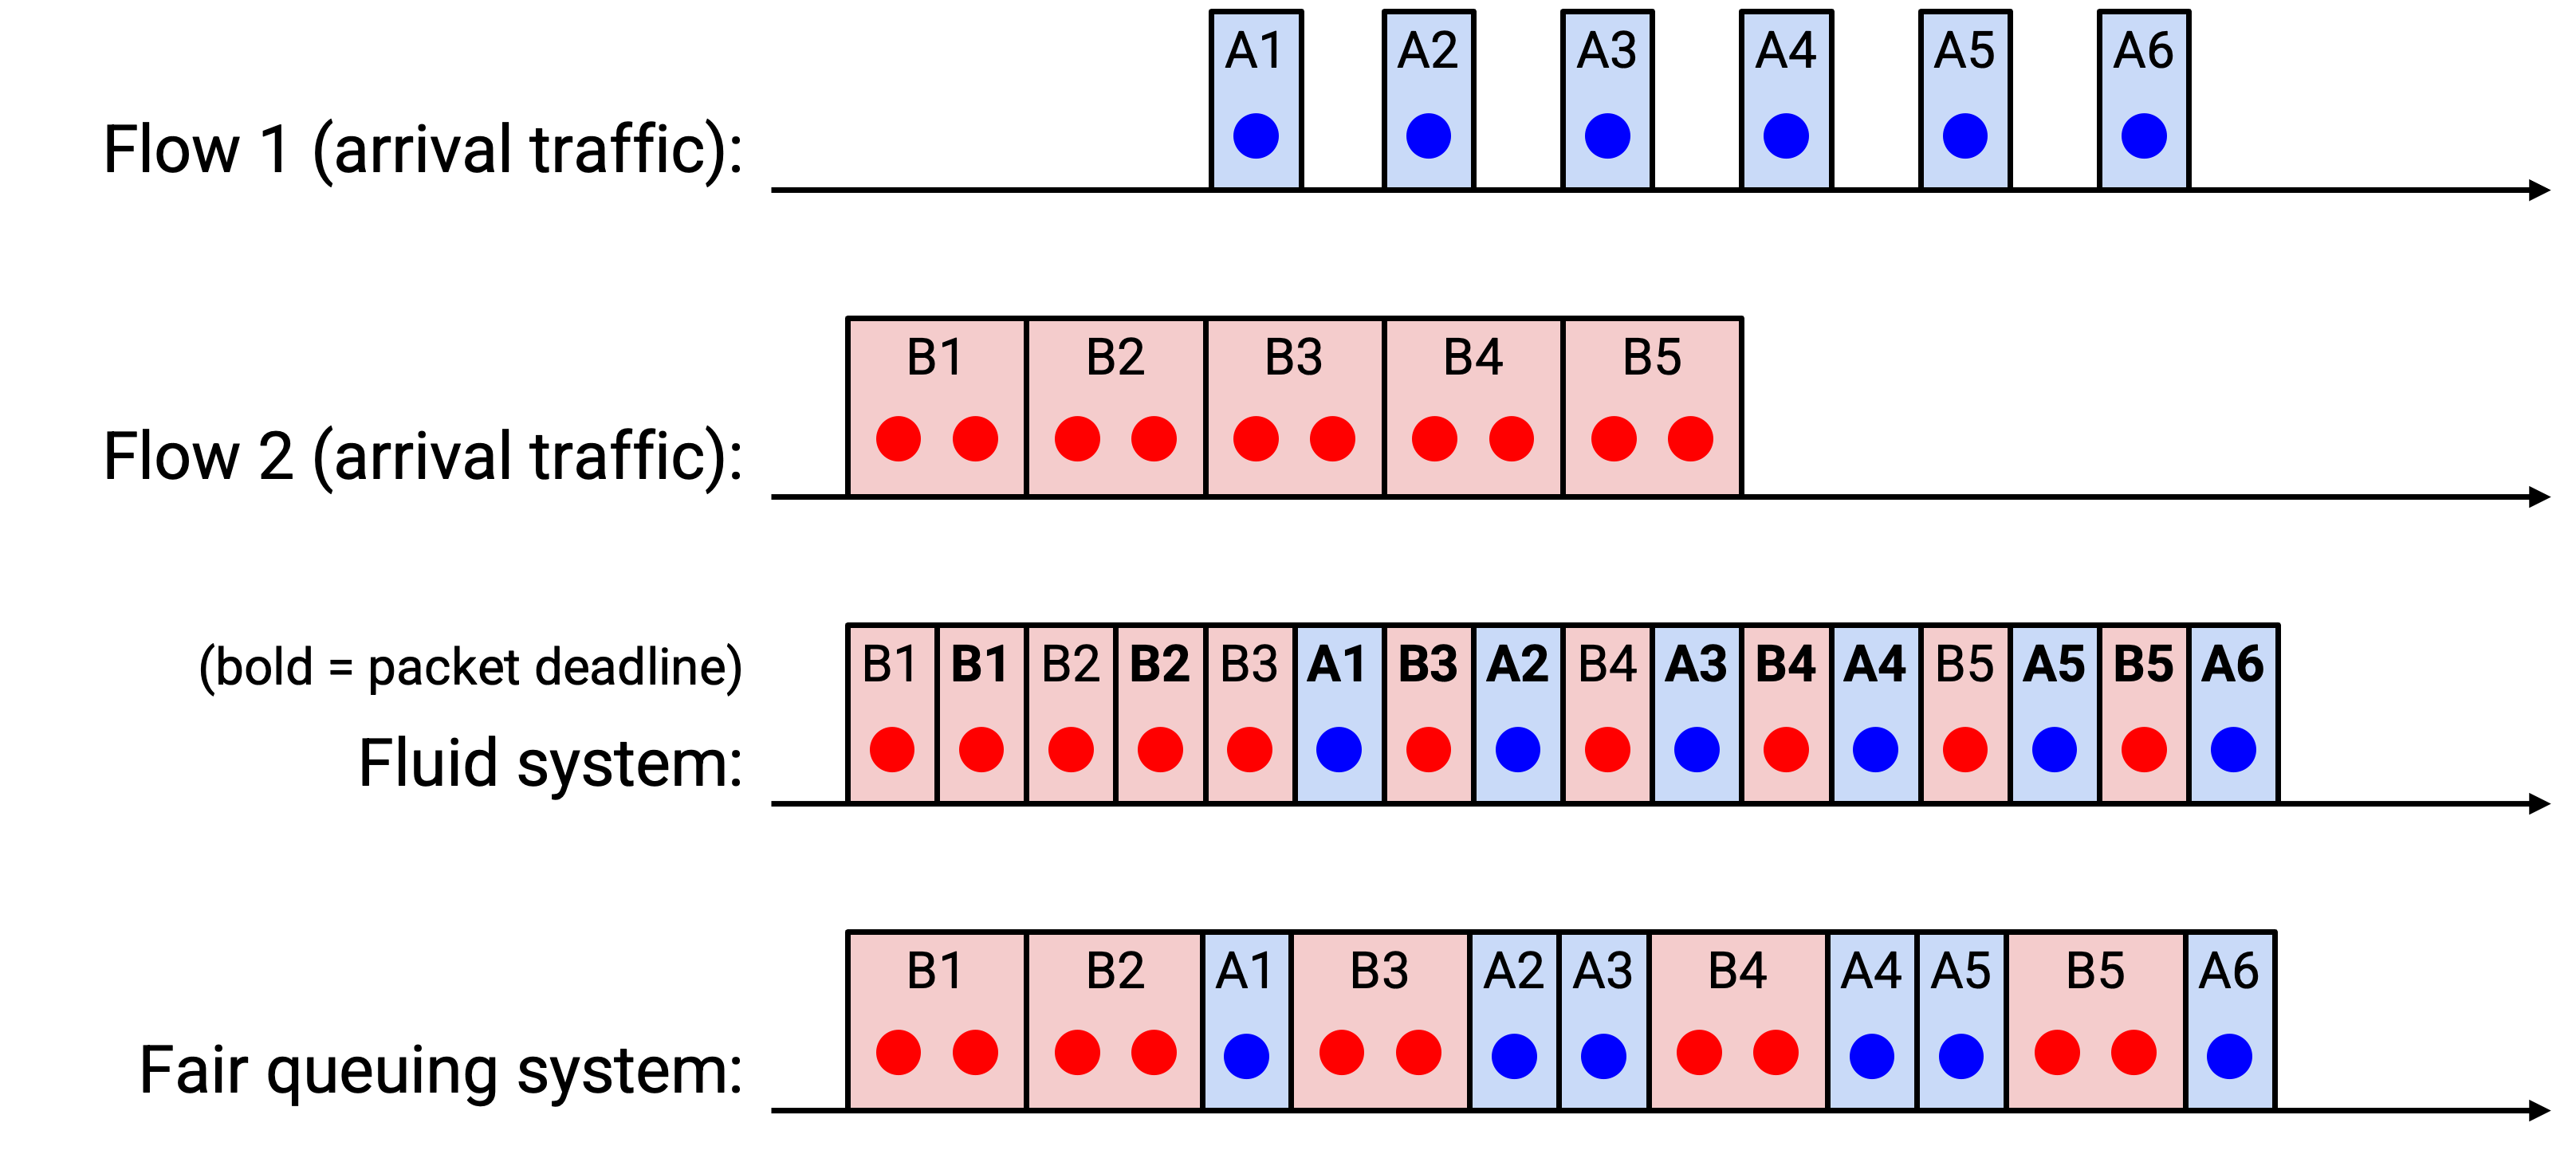 A1 A2 A3 A4 A5 A6
Flow 1 (arrival traffic):
B1 B2 B3 B4 B5
Flow 2 (arrival traffic):
(bold = packet deadline) B1 B1 B2 B2 B3 A1 B3 A2 B4 A3 B4 A4 B5 A5 B5 A6
Fluid system:
B1 B2 A1 B3 A2 A3 B4 A4 A5 B5 A6
Fair queuing system: